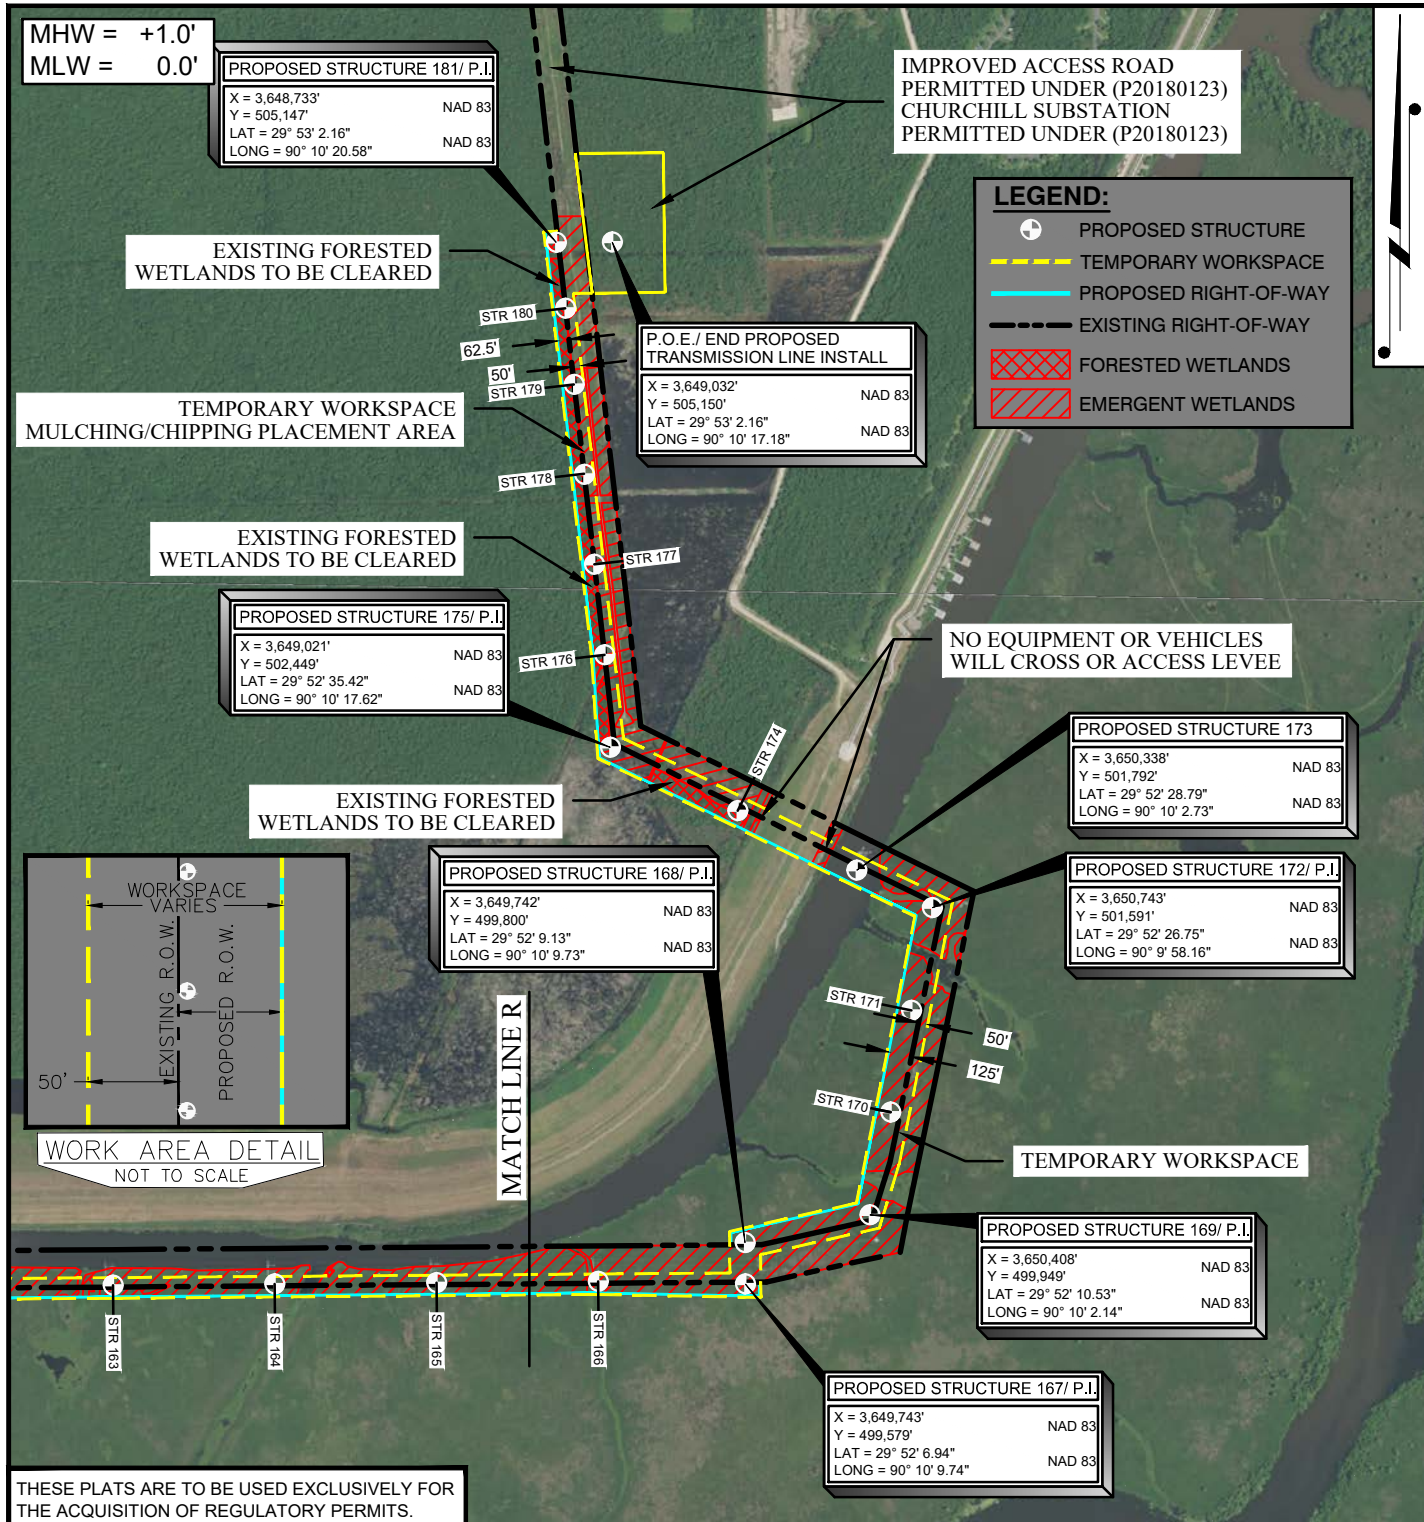 MHW = +1.0'
MLW = 0.0'
PROPOSED STRUCTURE 181/ P.I.
X = 3,648,733'
Y = 505,147'
NAD 83
LAT = 29° 53' 2.16"
LONG = 90° 10' 20.58"
NAD 83
IMPROVED ACCESS ROAD
PERMITTED UNDER (P20180123)
CHURCHILL SUBSTATION
PERMITTED UNDER (P20180123)
LEGEND:
PROPOSED STRUCTURE
TEMPORARY WORKSPACE
PROPOSED RIGHT-OF-WAY
EXISTING RIGHT-OF-WAY
FORESTED WETLANDS
EMERGENT WETLANDS
EXISTING FORESTED
WETLANDS TO BE CLEARED
STR 180
62.5'
50'
STR 179
P.O.E./ END PROPOSED
TRANSMISSION LINE INSTALL
X = 3,649,032'
Y = 505,150'
NAD 83
LAT = 29° 53' 2.16"
LONG = 90° 10' 17.18"
NAD 83
TEMPORARY WORKSPACE
MULCHING/CHIPPING PLACEMENT AREA
STR 178
EXISTING FORESTED
WETLANDS TO BE CLEARED
STR 177
PROPOSED STRUCTURE 175/ P.I.
X = 3,649,021'
Y = 502,449'
NAD 83
LAT = 29° 52' 35.42"
LONG = 90° 10' 17.62"
NAD 83
STR 176
NO EQUIPMENT OR VEHICLES
WILL CROSS OR ACCESS LEVEE
STR 174
PROPOSED STRUCTURE 173
X = 3,650,338'
Y = 501,792'
NAD 83
LAT = 29° 52' 28.79"
LONG = 90° 10' 2.73"
NAD 83
EXISTING FORESTED
WETLANDS TO BE CLEARED
PROPOSED STRUCTURE 168/ P.I.
X = 3,649,742'
Y = 499,800'
NAD 83
LAT = 29° 52' 9.13"
LONG = 90° 10' 9.73"
NAD 83
PROPOSED STRUCTURE 172/ P.I.
X = 3,650,743'
Y = 501,591'
NAD 83
LAT = 29° 52' 26.75"
LONG = 90° 9' 58.16"
NAD 83
WORKSPACE
VARIES
EXISTING R.O.W.
PROPOSED R.O.W.
50'
WORK AREA DETAIL
NOT TO SCALE
MATCH LINE R
STR 171
50'
125'
STR 170
TEMPORARY WORKSPACE
PROPOSED STRUCTURE 169/ P.I.
X = 3,650,408'
Y = 499,949'
NAD 83
LAT = 29° 52' 10.53"
LONG = 90° 10' 2.14"
NAD 83
STR 163
STR 164
STR 165
STR 166
PROPOSED STRUCTURE 167/ P.I.
X = 3,649,743'
Y = 499,579'
NAD 83
LAT = 29° 52' 6.94"
LONG = 90° 10' 9.74"
NAD 83
THESE PLATS ARE TO BE USED EXCLUSIVELY FOR
THE ACQUISITION OF REGULATORY PERMITS.